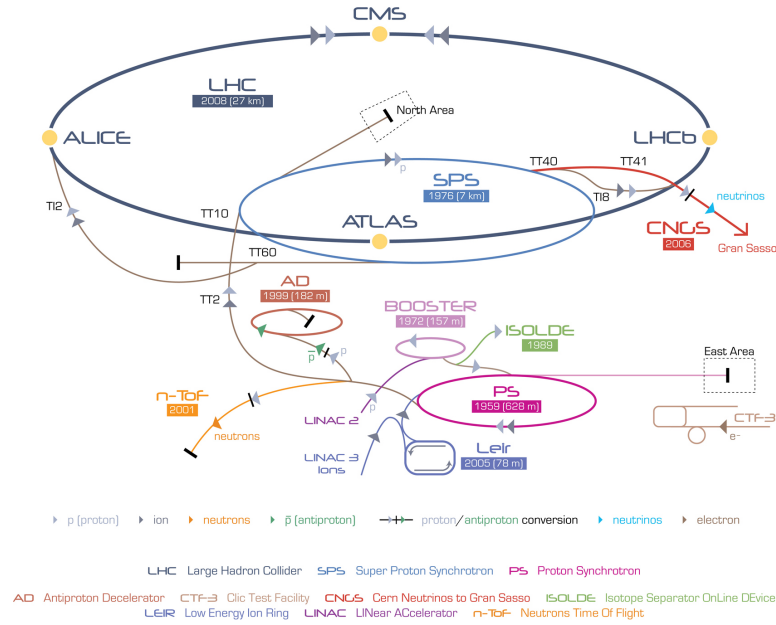 CMS
LHC
2008 (27 km)
North Area
ALICE
LHCb
TT40
TT41
p
SPS
1976 (7 km)
TI2
TI8
neutrinos
TT10
ATLAS
CNGS
2006
Gran Sasso
TT60
AD
1999 (182 m)
TT2
BOOSTER
1972 (157 m)
ISOLDE
1989
p̅
p
East Area
n-ToF
2001
PS
1959 (628 m)
LINAC 2
p
neutrons
CTF-3
e-
LINAC 3
Ions
Leir
2005 (78 m)
p (proton) ion neutrons p̅ (antiproton) proton/antiproton conversion neutrinos electron
LHC Large Hadron Collider SPS Super Proton Synchrotron PS Proton Synchrotron
AD Antiproton Decelerator CTF-3 Clic Test Facility CNGS Cern Neutrinos to Gran Sasso ISOLDE Isotope Separator OnLine DEvice
LEIR Low Energy Ion Ring LINAC LINear ACcelerator n-ToF Neutrons Time Of Flight